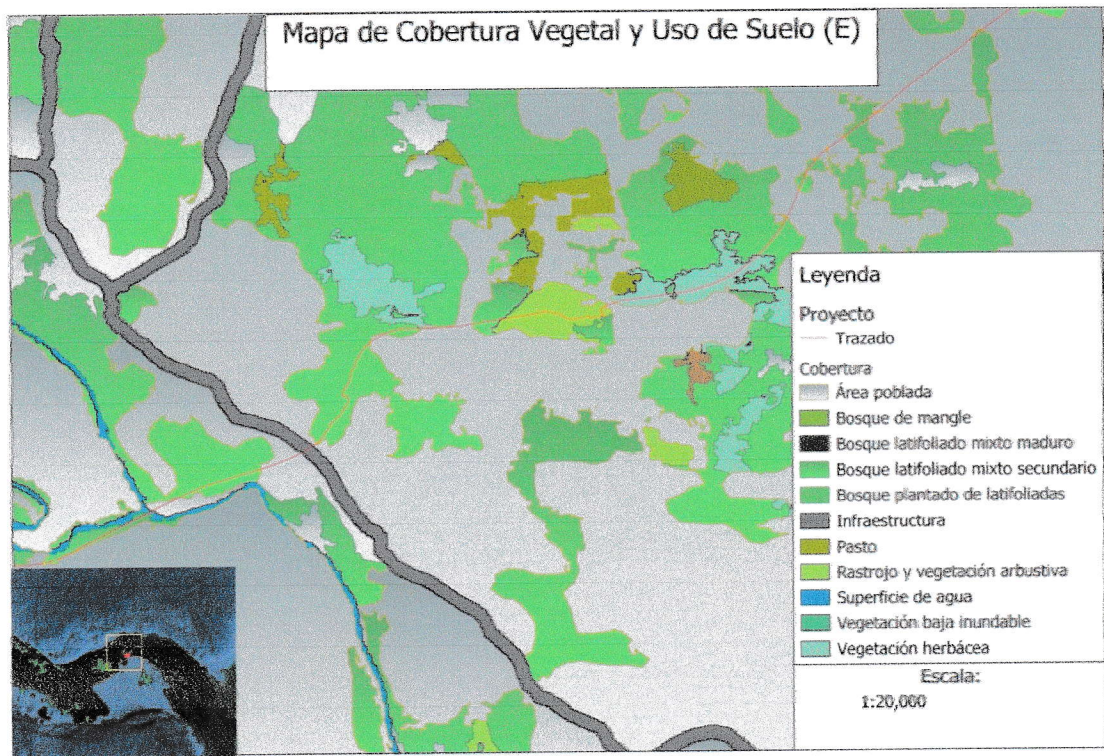 Mapa de Cobertura Vegetal y Uso de Suelo (E)
Leyenda
Proyecto
Trazado
Cobertura
Área poblada
Bosque de mangle
Bosque latifoliado mixto maduro
Bosque latifoliado mixto secundario
Bosque plantado de latifoliadas
Infraestructura
Pasto
Rastrojo y vegetación arbustiva
Superficie de agua
Vegetación baja inundable
Vegetación herbácea
Escala:
1:20,000